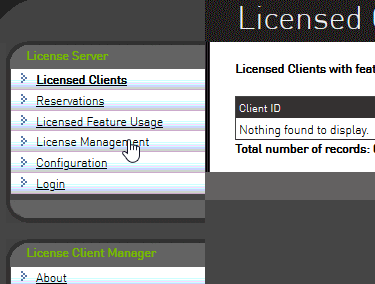 Licensed
License Server
Licensed Clients
Reservations
Licensed Feature Usage
License Management
Configuration
Login
License Client Manager
About
Licensed Clients with feat
Client ID
Nothing found to display.
Total number of records: